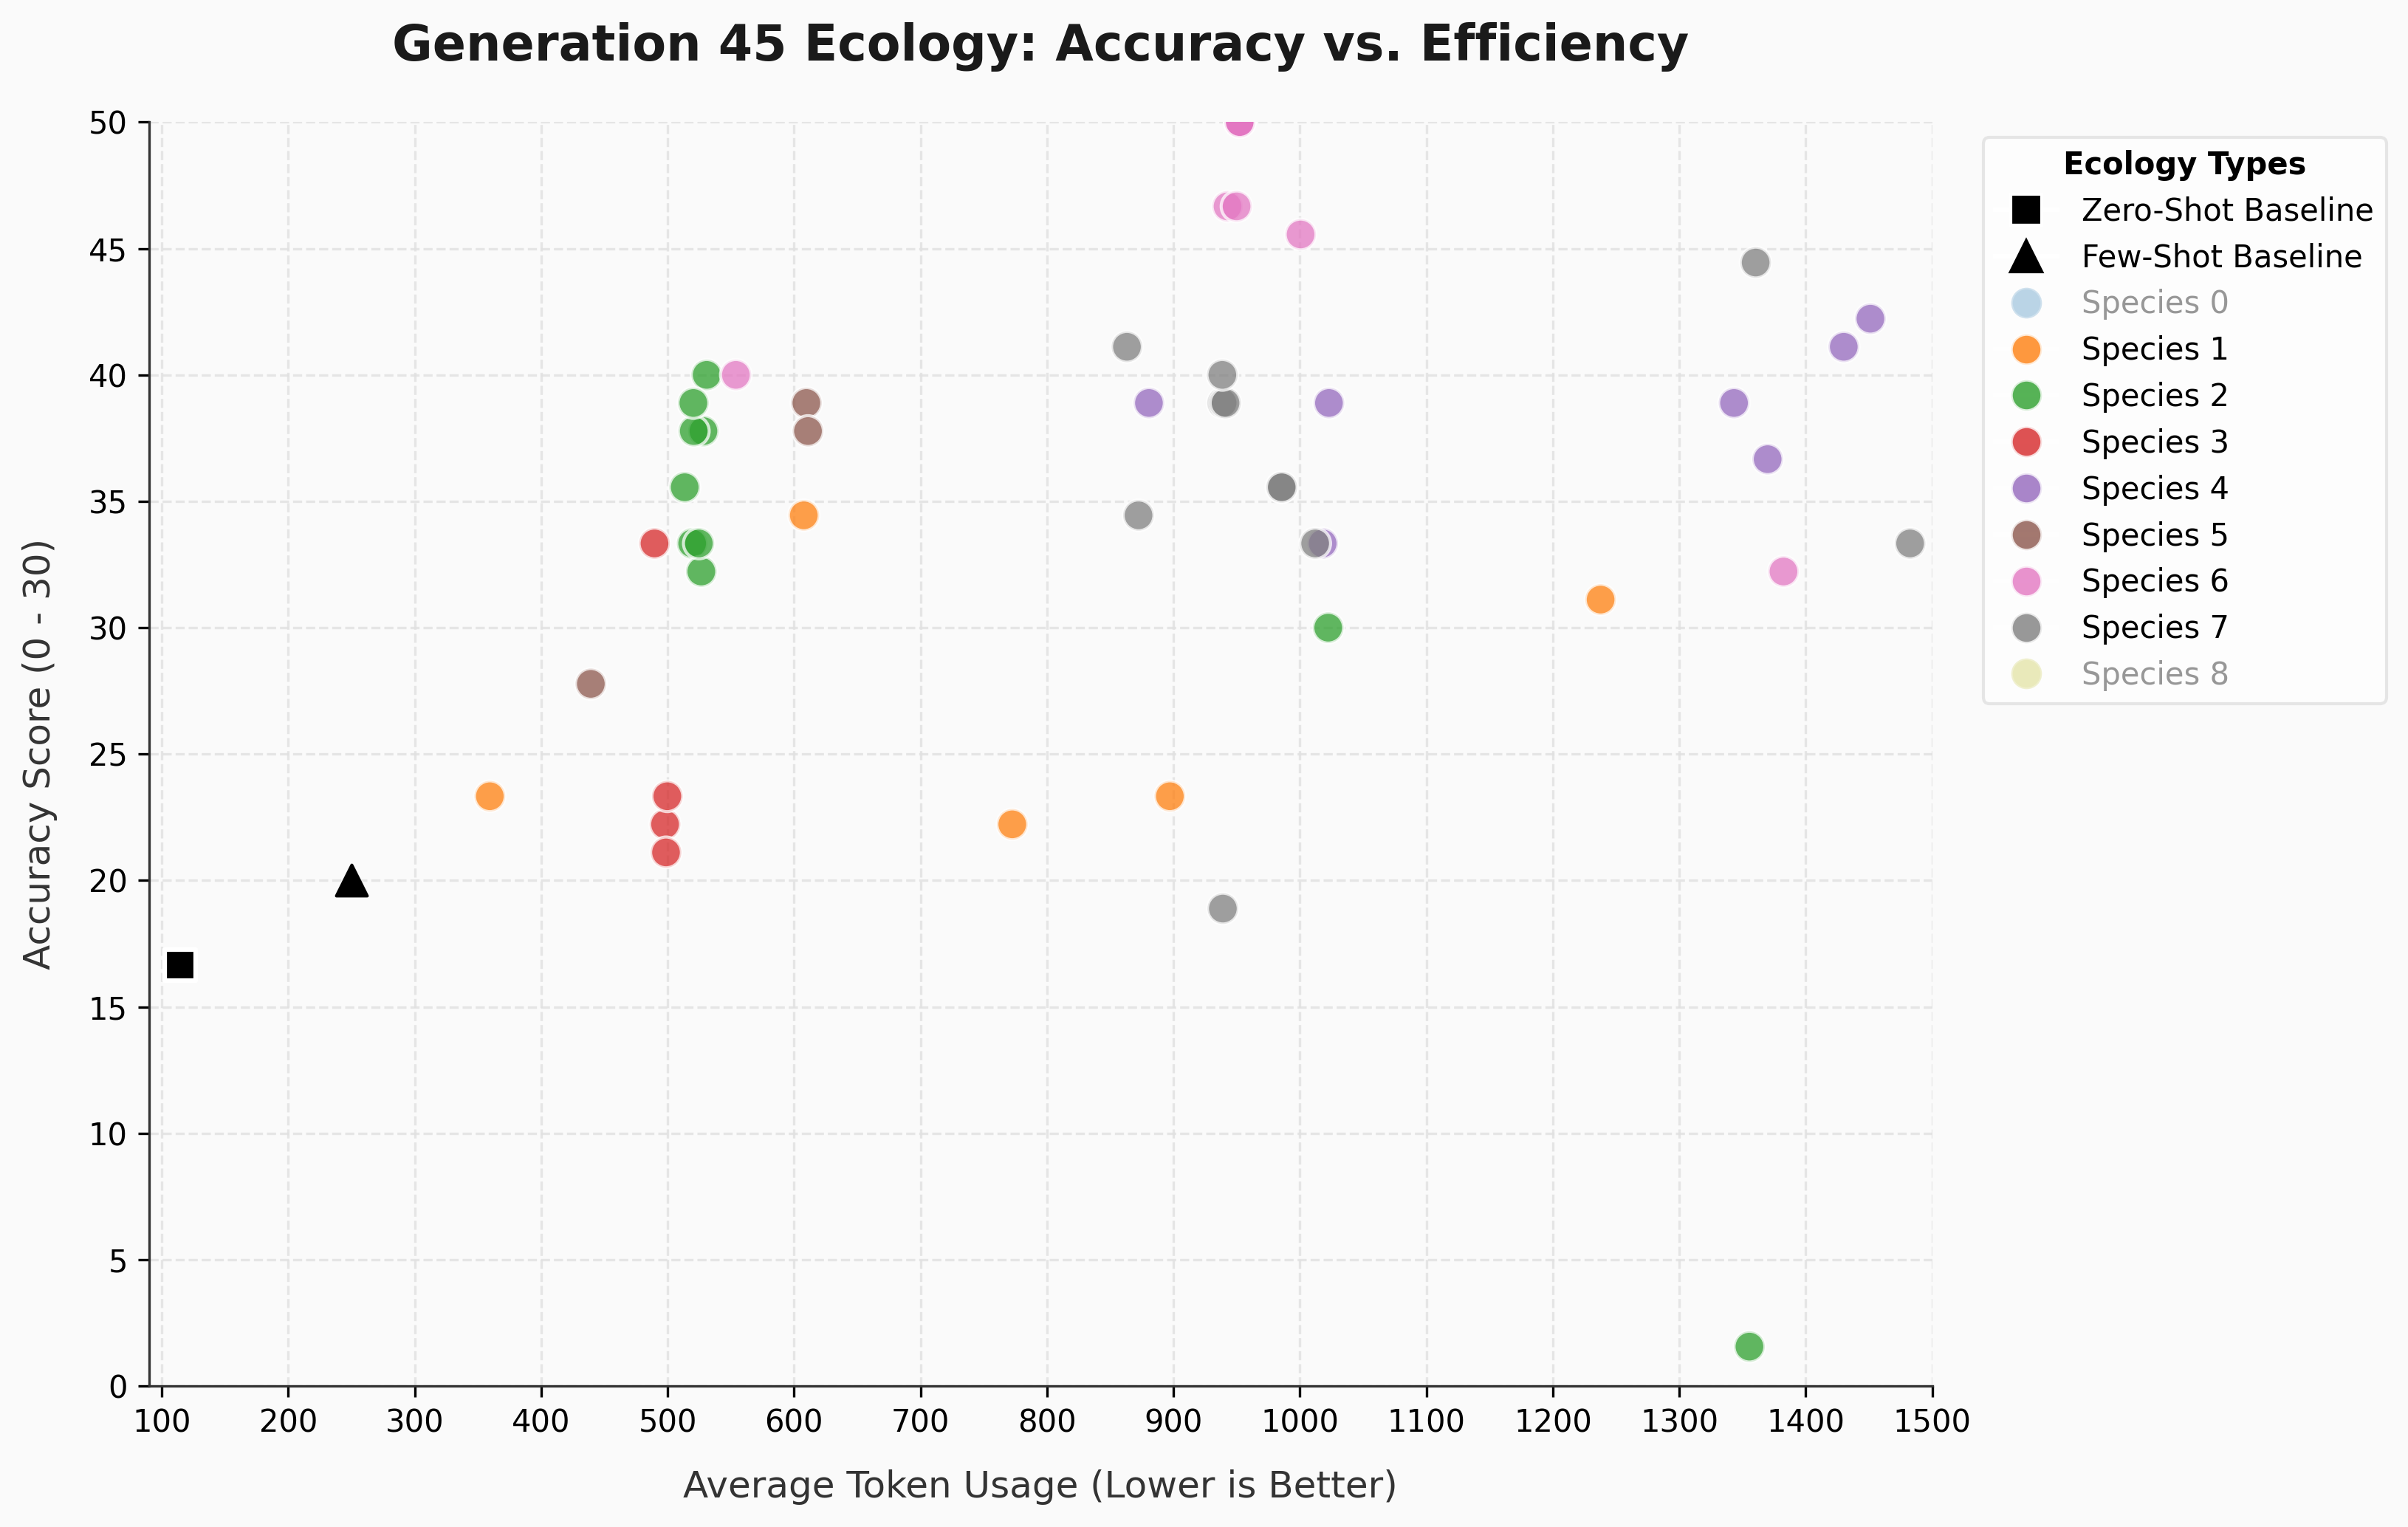 Generation 45 Ecology: Accuracy vs. Efficiency
50
45
40
35
30
25
20
15
10
5
0
Accuracy Score (0 - 30)
100 200 300 400 500 600 700 800 900 1000 1100 1200 1300 1400 1500
Average Token Usage (Lower is Better)
Ecology Types
Zero-Shot Baseline
Few-Shot Baseline
Species 0
Species 1
Species 2
Species 3
Species 4
Species 5
Species 6
Species 7
Species 8